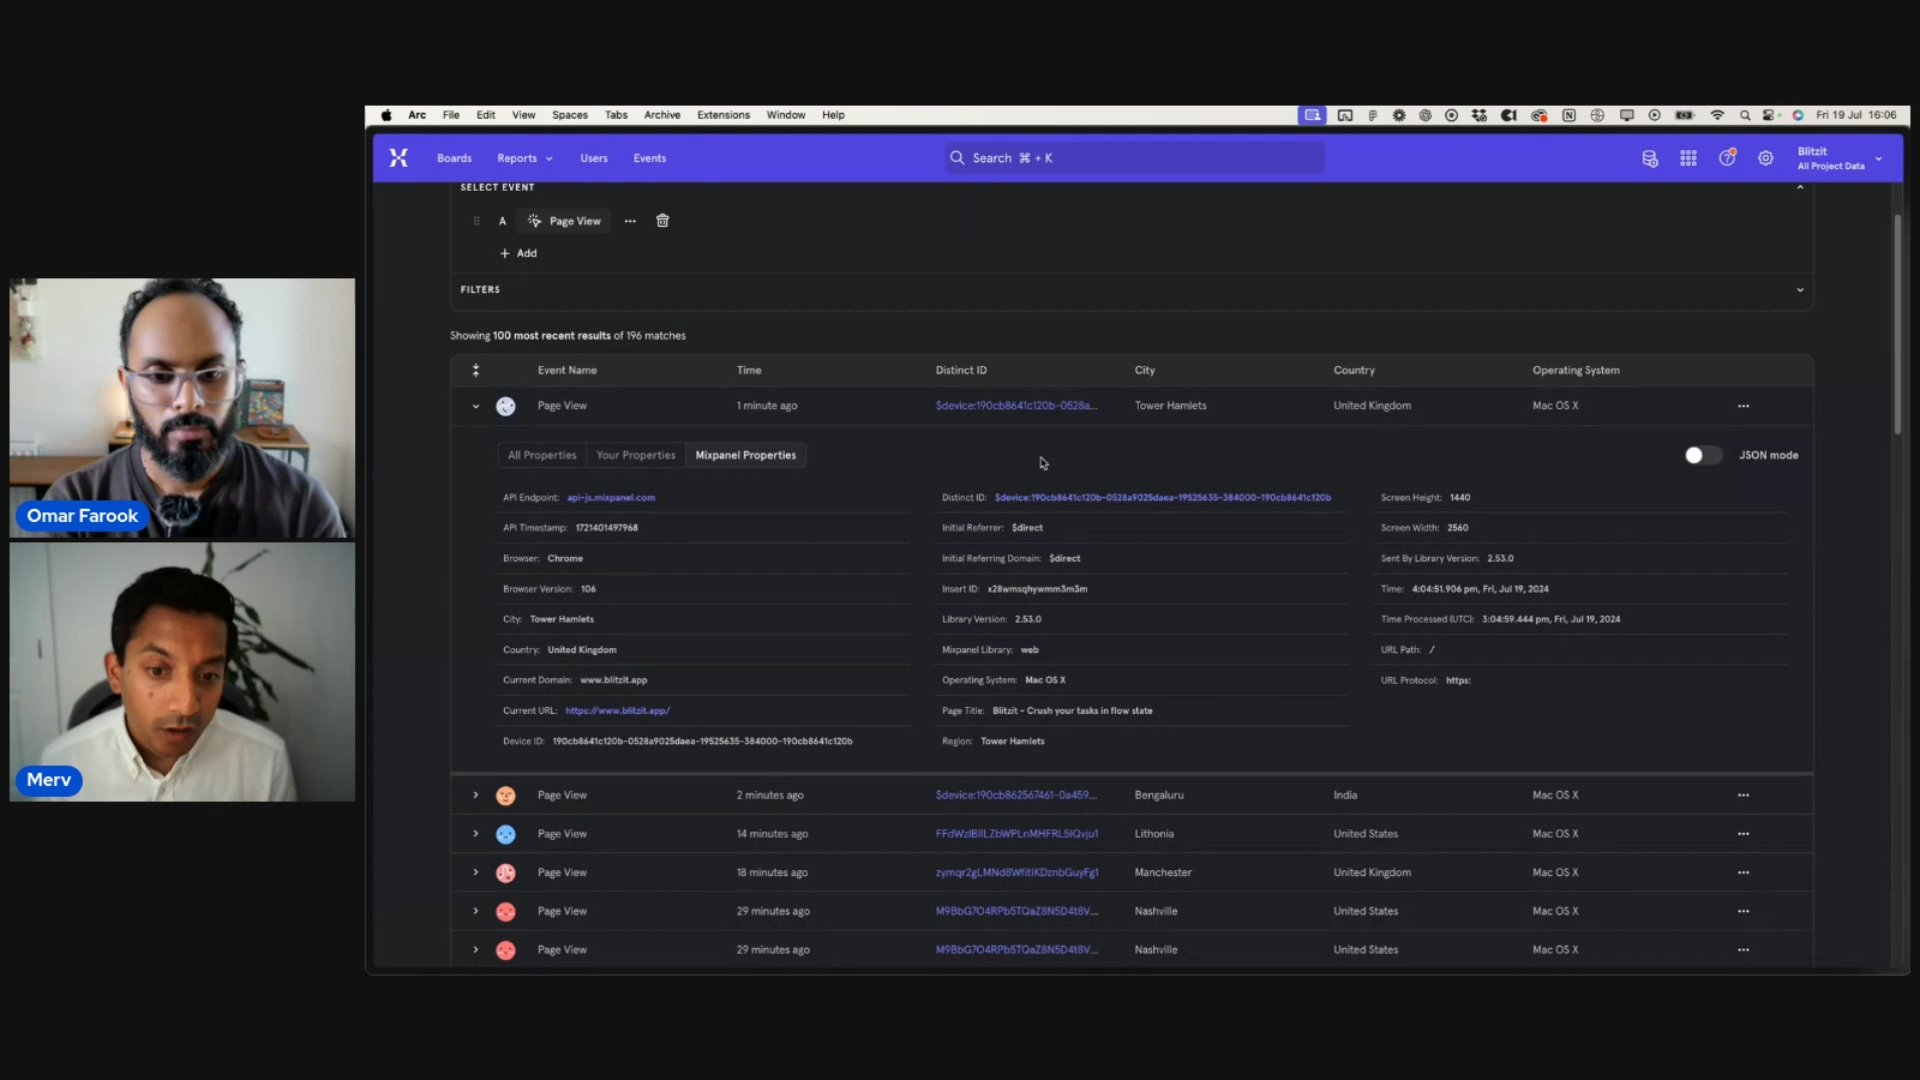 Arc File Edit View Spaces Tabs Archive Extensions Window Help Fri 19 Jul 16:06
Boards Reports Users Events Search ⌘ + K Blitzit
All Project Data
SELECT EVENT
A Page View
+ Add
FILTERS
Showing 100 most recent results of 196 matches
Event Name Time Distinct ID City Country Operating System
Page View 1 minute ago $device:190cb8641c120b-0528a... Tower Hamlets United Kingdom Mac OS X
All Properties Your Properties Mixpanel Properties JSON mode
API Endpoint: api-js.mixpanel.com Distinct ID: $device:190cb8641c120b-0528a9025daea-19525635-384000-190cb8641c120b Screen Height: 1440
API Timestamp: 1721401497968 Initial Referrer: $direct Screen Width: 2560
Browser: Chrome Initial Referring Domain: $direct Sent By Library Version: 2.53.0
Browser Version: 106 Insert ID: x28wmsqhywmm3m3m Time: 4:04:51.906 pm, Fri, Jul 19, 2024
City: Tower Hamlets Library Version: 2.53.0 Time Processed (UTC): 3:04:59.444 pm, Fri, Jul 19, 2024
Country: United Kingdom Mixpanel Library: web URL Path: /
Current Domain: www.blitzit.app Operating System: Mac OS X URL Protocol: https:
Current URL: https://www.blitzit.app/ Page Title: Blitzit - Crush your tasks in flow state
Device ID: 190cb8641c120b-0528a9025daea-19525635-384000-190cb8641c120b Region: Tower Hamlets
Page View 2 minutes ago $device:190cb862567461-0a459... Bengaluru India Mac OS X
Page View 14 minutes ago Lithonia United States Mac OS X
Page View 18 minutes ago Manchester United Kingdom Mac OS X
Page View 29 minutes ago M9BbG7O4RPb5TQaZ8N5D4t8V... Nashville United States Mac OS X
Page View 29 minutes ago M9BbG7O4RPb5TQaZ8N5D4t8V... Nashville United States Mac OS X
Omar Farook
Merv